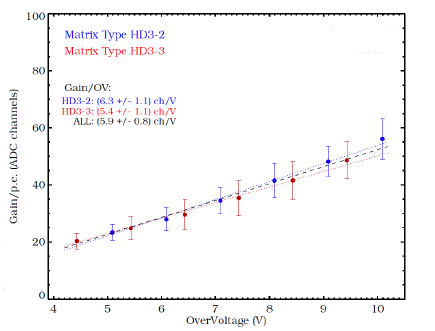 100
80
60
40
20
0
Gain/p.e. (ADC channels)
Matrix Type HD3-2
Matrix Type HD3-3
Gain/OV:
HD3-2: (6.3 +/- 1.1) ch/V
HD3-3: (5.4 +/- 1.1) ch/V
ALL: (5.9 +/- 0.8) ch/V
4 5 6 7 8 9 10
OverVoltage (V)